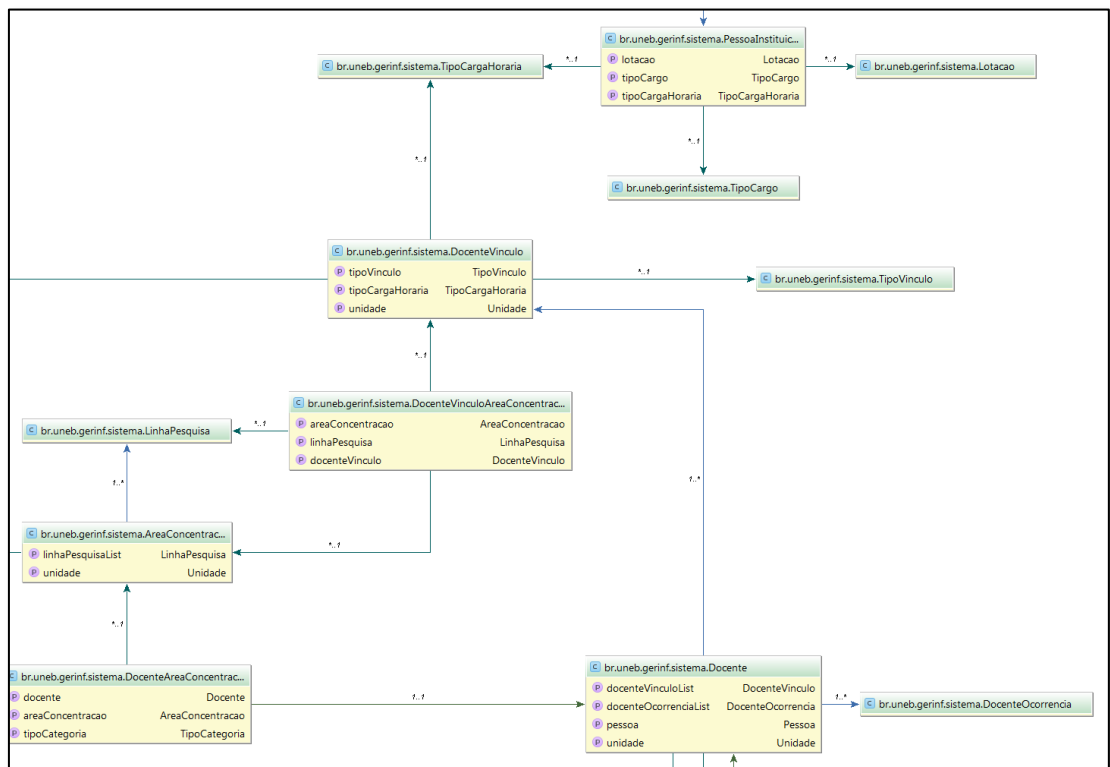 br.uneb.gerinf.sistema.PessoaInstituic...
lotacao Lotacao
tipoCargo TipoCargo
tipoCargaHoraria TipoCargaHoraria
*..1
br.uneb.gerinf.sistema.TipoCargaHoraria
*..1
br.uneb.gerinf.sistema.Lotacao
*..1
*..1
br.uneb.gerinf.sistema.TipoCargo
br.uneb.gerinf.sistema.DocenteVinculo
tipoVinculo TipoVinculo
tipoCargaHoraria TipoCargaHoraria
unidade Unidade
*..1
br.uneb.gerinf.sistema.TipoVinculo
*..1
br.uneb.gerinf.sistema.DocenteVinculoAreaConcentrac...
areaConcentracao AreaConcentracao
linhaPesquisa LinhaPesquisa
docenteVinculo DocenteVinculo
br.uneb.gerinf.sistema.LinhaPesquisa
*..1
1..*
1..*
br.uneb.gerinf.sistema.AreaConcentrac...
linhaPesquisaList LinhaPesquisa
unidade Unidade
*..1
*..1
br.uneb.gerinf.sistema.DocenteAreaConcentrac...
docente Docente
areaConcentracao AreaConcentracao
tipoCategoria TipoCategoria
1..1
br.uneb.gerinf.sistema.Docente
docenteVinculoList DocenteVinculo
docenteOcorrenciaList DocenteOcorrencia
pessoa Pessoa
unidade Unidade
1..*
br.uneb.gerinf.sistema.DocenteOcorrencia